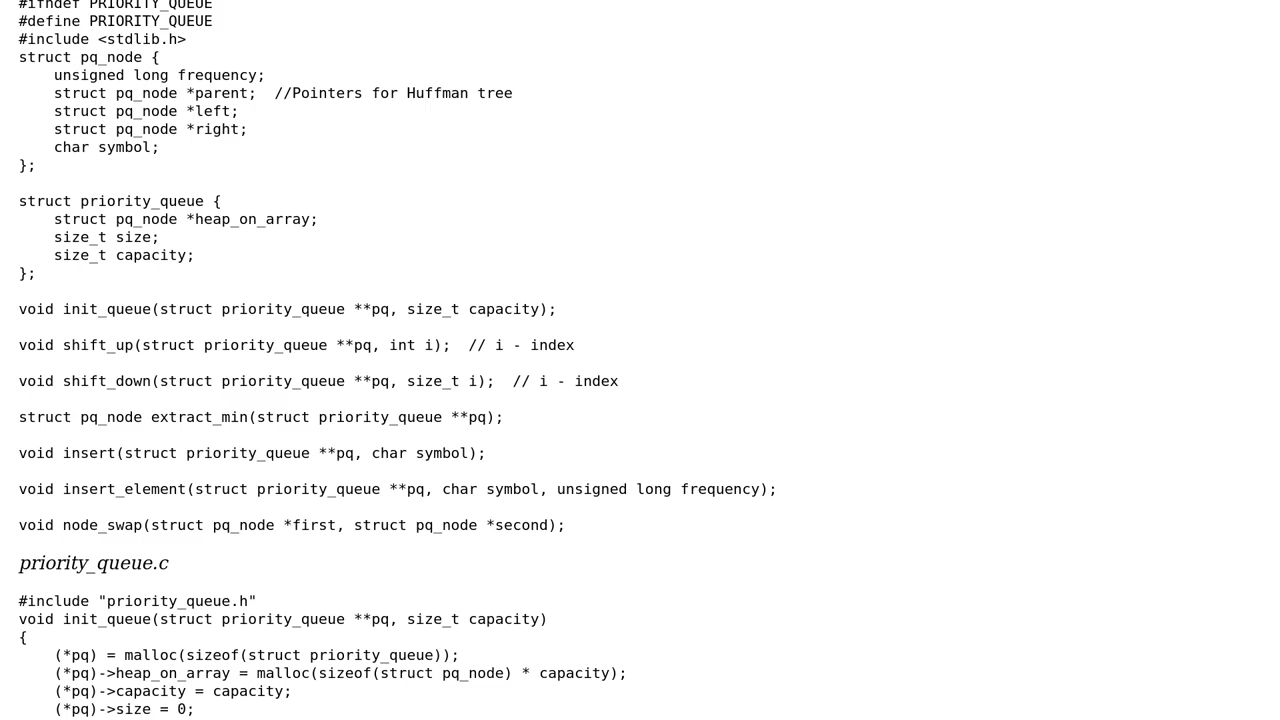 #ifndef PRIORITY_QUEUE
#define PRIORITY_QUEUE
#include <stdlib.h>
struct pq_node {
    unsigned long frequency;
    struct pq_node *parent;  //Pointers for Huffman tree
    struct pq_node *left;
    struct pq_node *right;
    char symbol;
};

struct priority_queue {
    struct pq_node *heap_on_array;
    size_t size;
    size_t capacity;
};

void init_queue(struct priority_queue **pq, size_t capacity);

void shift_up(struct priority_queue **pq, int i);  // i - index

void shift_down(struct priority_queue **pq, size_t i);  // i - index

struct pq_node extract_min(struct priority_queue **pq);

void insert(struct priority_queue **pq, char symbol);

void insert_element(struct priority_queue **pq, char symbol, unsigned long frequency);

void node_swap(struct pq_node *first, struct pq_node *second);

priority_queue.c

#include "priority_queue.h"
void init_queue(struct priority_queue **pq, size_t capacity)
{
    (*pq) = malloc(sizeof(struct priority_queue));
    (*pq)->heap_on_array = malloc(sizeof(struct pq_node) * capacity);
    (*pq)->capacity = capacity;
    (*pq)->size = 0;